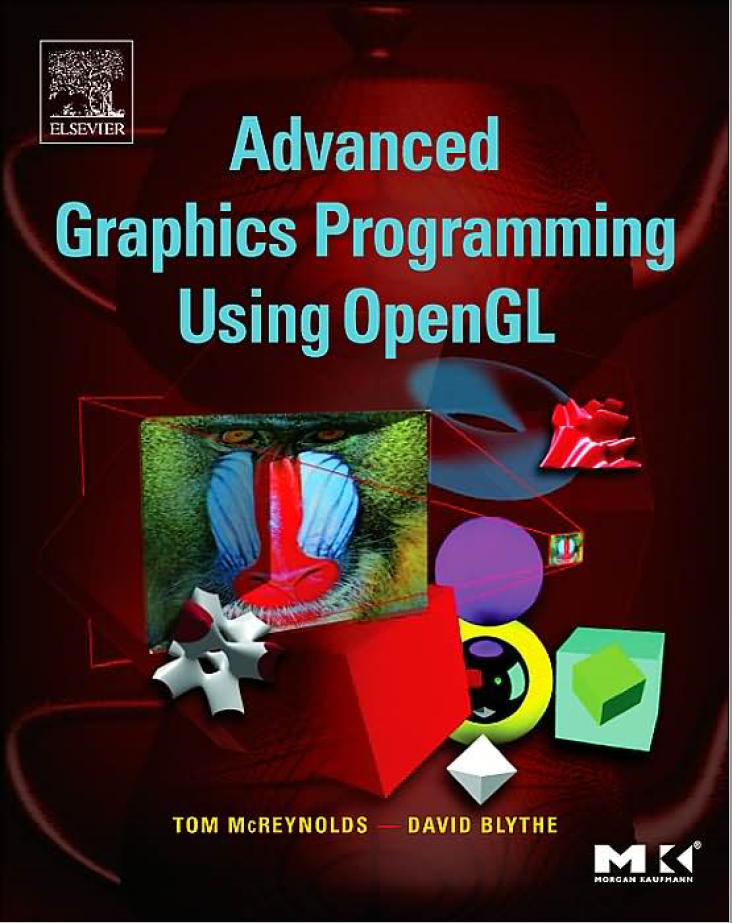 ELSEVIER
Advanced
Graphics Programming
Using OpenGL
TOM McREYNOLDS — DAVID BLYTHE
MK®
MORGAN KAUFMANN